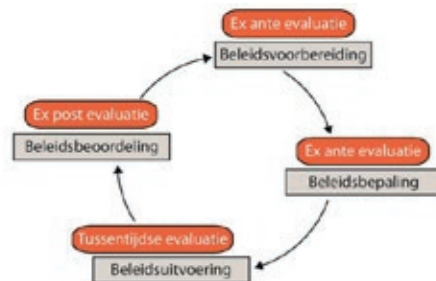 Ex ante evaluatie
Beleidsvoorbereiding
Ex ante evaluatie
Beleidsbepaling
Tussentijdse evaluatie
Beleidsuitvoering
Ex post evaluatie
Beleidsbeoordeling